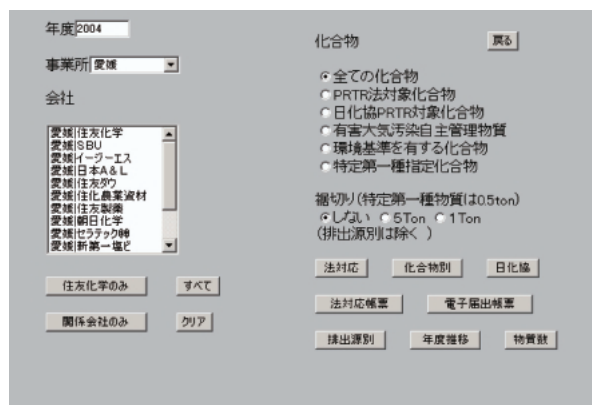 年度 2004
事業所 愛媛
会社
愛媛|住友化学
愛媛|SBU
愛媛|イージーエス
愛媛|日本A&L
愛媛|住友ダウ
愛媛|住化農業資材
愛媛|住友製薬
愛媛|朝日化学
愛媛|新第一塩ビ
住友化学のみ
すべて
関係会社のみ
クリア
化合物
戻る
全ての化合物
PRTR法対象化合物
日化協PRTR対象化合物
有害大気汚染自主管理物質
環境基準を有する化合物
特定第一種指定化合物
裾切り(特定第一種物質は0.5ton)
しない 5Ton 1Ton
(排出源別は除く )
法対応 化合物別 日化協
法対応帳票 電子届出帳票
排出源別 年度推移 物質数